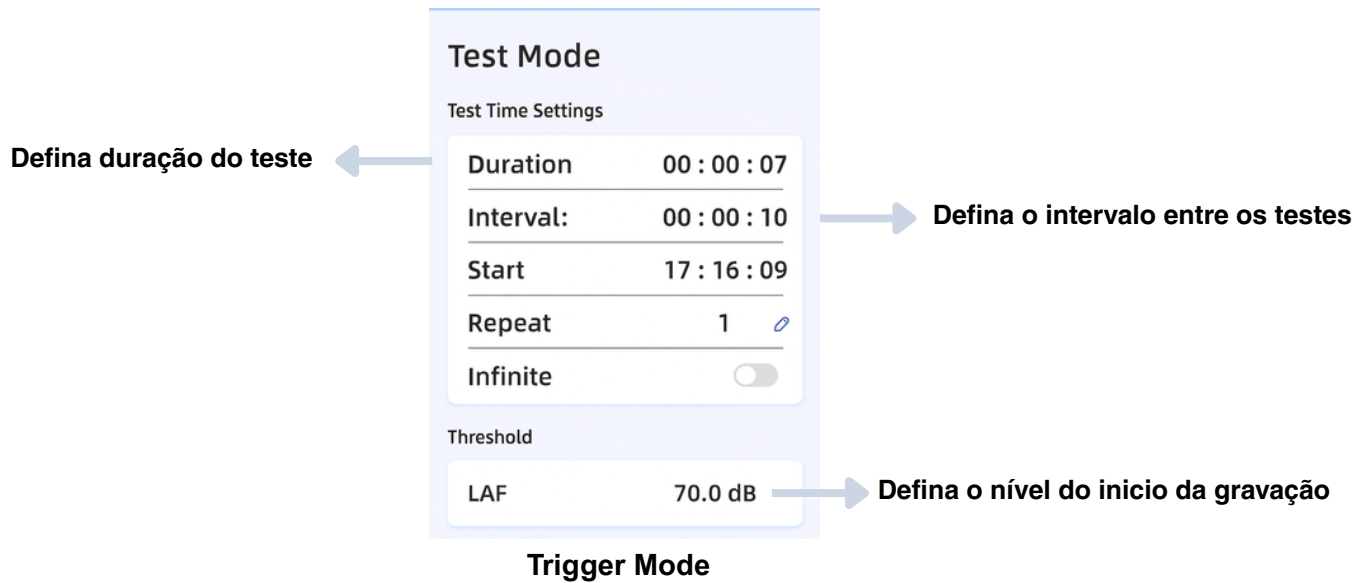 Test Mode
Test Time Settings
Defina duração do teste
Duration 00 : 00 : 07
Interval: 00 : 00 : 10
Defina o intervalo entre os testes
Start 17 : 16 : 09
Repeat 1
Infinite
Threshold
LAF 70.0 dB
Defina o nível do inicio da gravação
Trigger Mode